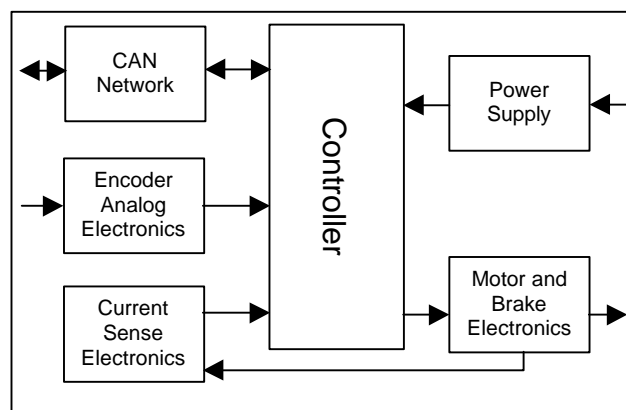 CAN
Network
Encoder
Analog
Electronics
Current
Sense
Electronics
Controller
Power
Supply
Motor and
Brake
Electronics